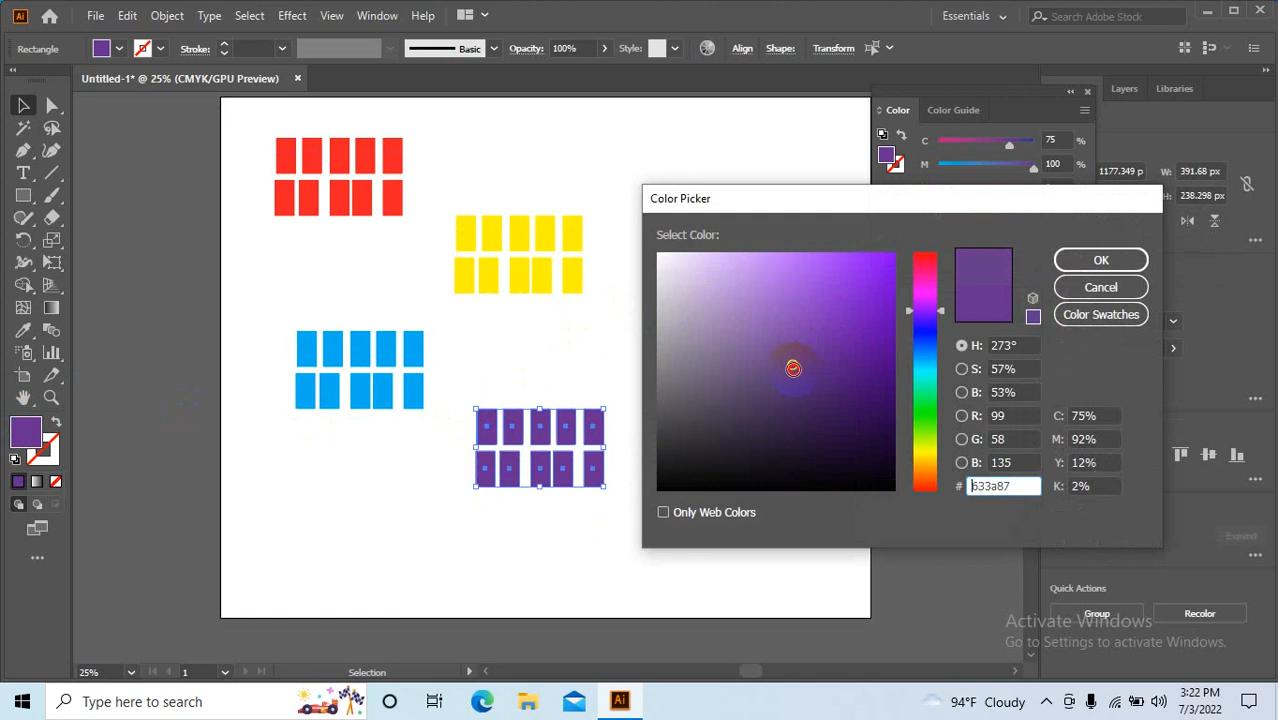 Ai File Edit Object Type Select Effect View Window Help Essentials Search Adobe Stock
Rectangle Stroke: Basic Opacity: 100% Style: Align Shape: Transform
Untitled-1* @ 25% (CMYK/GPU Preview) × Layers Libraries
Color Color Guide
C 75 %
M 100 %
1177.349 p W: 391.68 px
H: 238.298 px
Color Picker
Select Color:
OK
Cancel
Color Swatches
H: 273°
S: 57%
B: 53%
R: 99 C: 75%
G: 58 M: 92%
B: 135 Y: 12%
# 633a87 K: 2%
Only Web Colors
Expand
Quick Actions
Group Recolor
Activate Windows
Go to Settings to activate Windows.
25% 1 Selection
Type here to search Ai 94°F Cloudy 3:22 PM
7/3/2022